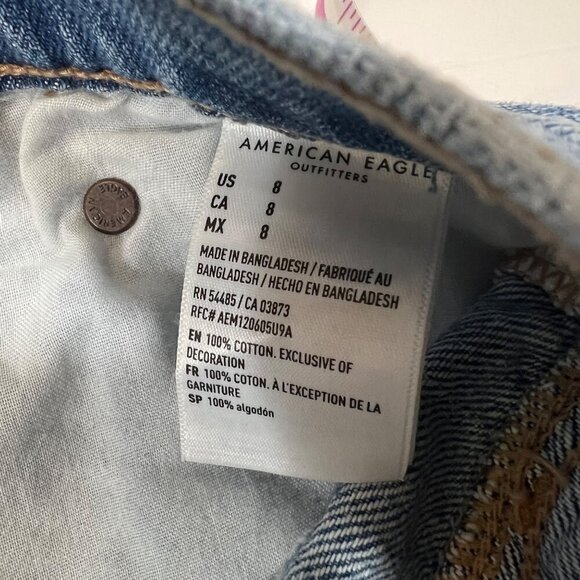 AMERICAN EAGLE
OUTFITTERS
US 8
CA 8
MX 8
MADE IN BANGLADESH / FABRIQUÉ AU
BANGLADESH / HECHO EN BANGLADESH
RN 54485 / CA 03873
RFC# AEM120605U9A
EN 100% COTTON. EXCLUSIVE OF
DECORATION
FR 100% COTON. À L'EXCEPTION DE LA
GARNITURE
SP 100% algodón
AMERICAN
EAGLE